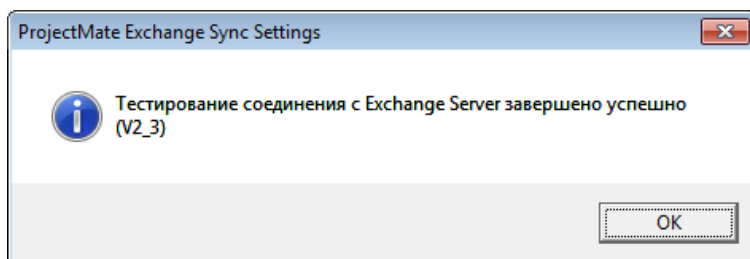 ProjectMate Exchange Sync Settings
Тестирование соединения с Exchange Server завершено успешно
(V2_3)
OK